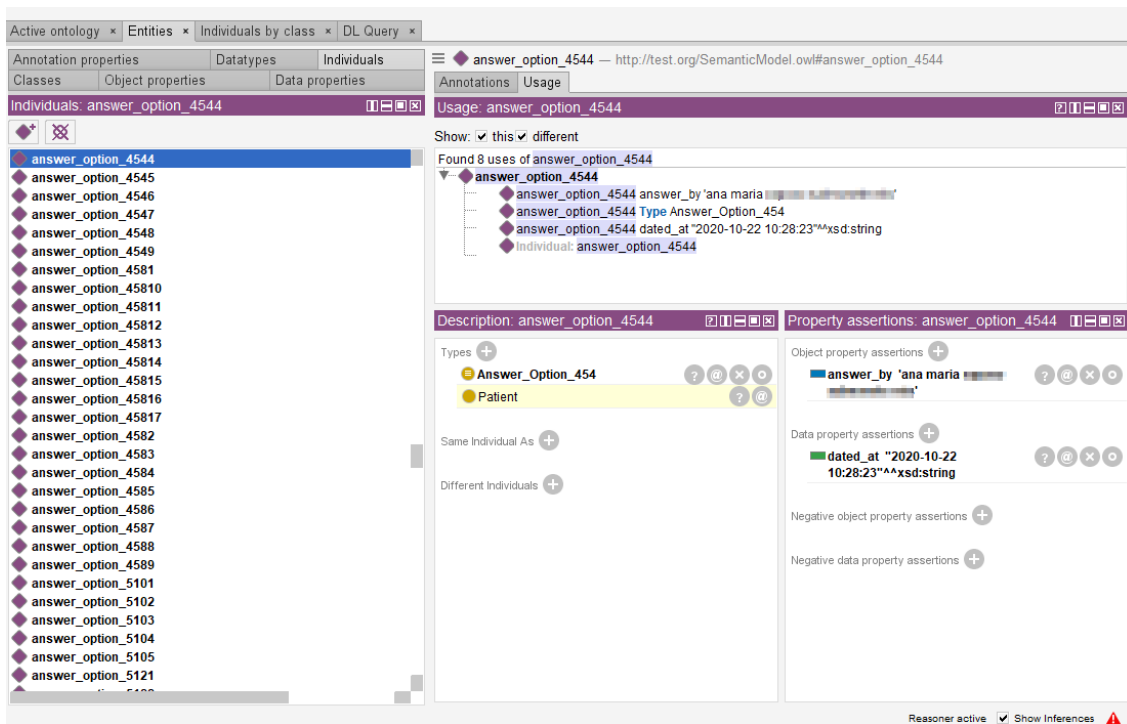 Active ontology × Entities × Individuals by class × DL Query ×
Annotation properties Datatypes Individuals
Classes Object properties Data properties
Individuals: answer_option_4544
answer_option_4544
answer_option_4545
answer_option_4546
answer_option_4547
answer_option_4548
answer_option_4549
answer_option_4581
answer_option_45810
answer_option_45811
answer_option_45812
answer_option_45813
answer_option_45814
answer_option_45815
answer_option_45816
answer_option_45817
answer_option_4582
answer_option_4583
answer_option_4584
answer_option_4585
answer_option_4586
answer_option_4587
answer_option_4588
answer_option_4589
answer_option_5101
answer_option_5102
answer_option_5103
answer_option_5104
answer_option_5105
answer_option_5121
answer_option_4544 — http://test.org/SemanticModel.owl#answer_option_4544
Annotations Usage
Usage: answer_option_4544
Show: this different
Found 8 uses of answer_option_4544
answer_option_4544
answer_option_4544 answer_by 'ana maria '
answer_option_4544 Type Answer_Option_454
answer_option_4544 dated_at "2020-10-22 10:28:23"^^xsd:string
Individual: answer_option_4544
Description: answer_option_4544
Types
Answer_Option_454
Patient
Same Individual As
Different Individuals
Property assertions: answer_option_4544
Object property assertions
answer_by 'ana maria
'
Data property assertions
dated_at "2020-10-22
10:28:23"^^xsd:string
Negative object property assertions
Negative data property assertions
Reasoner active Show Inferences